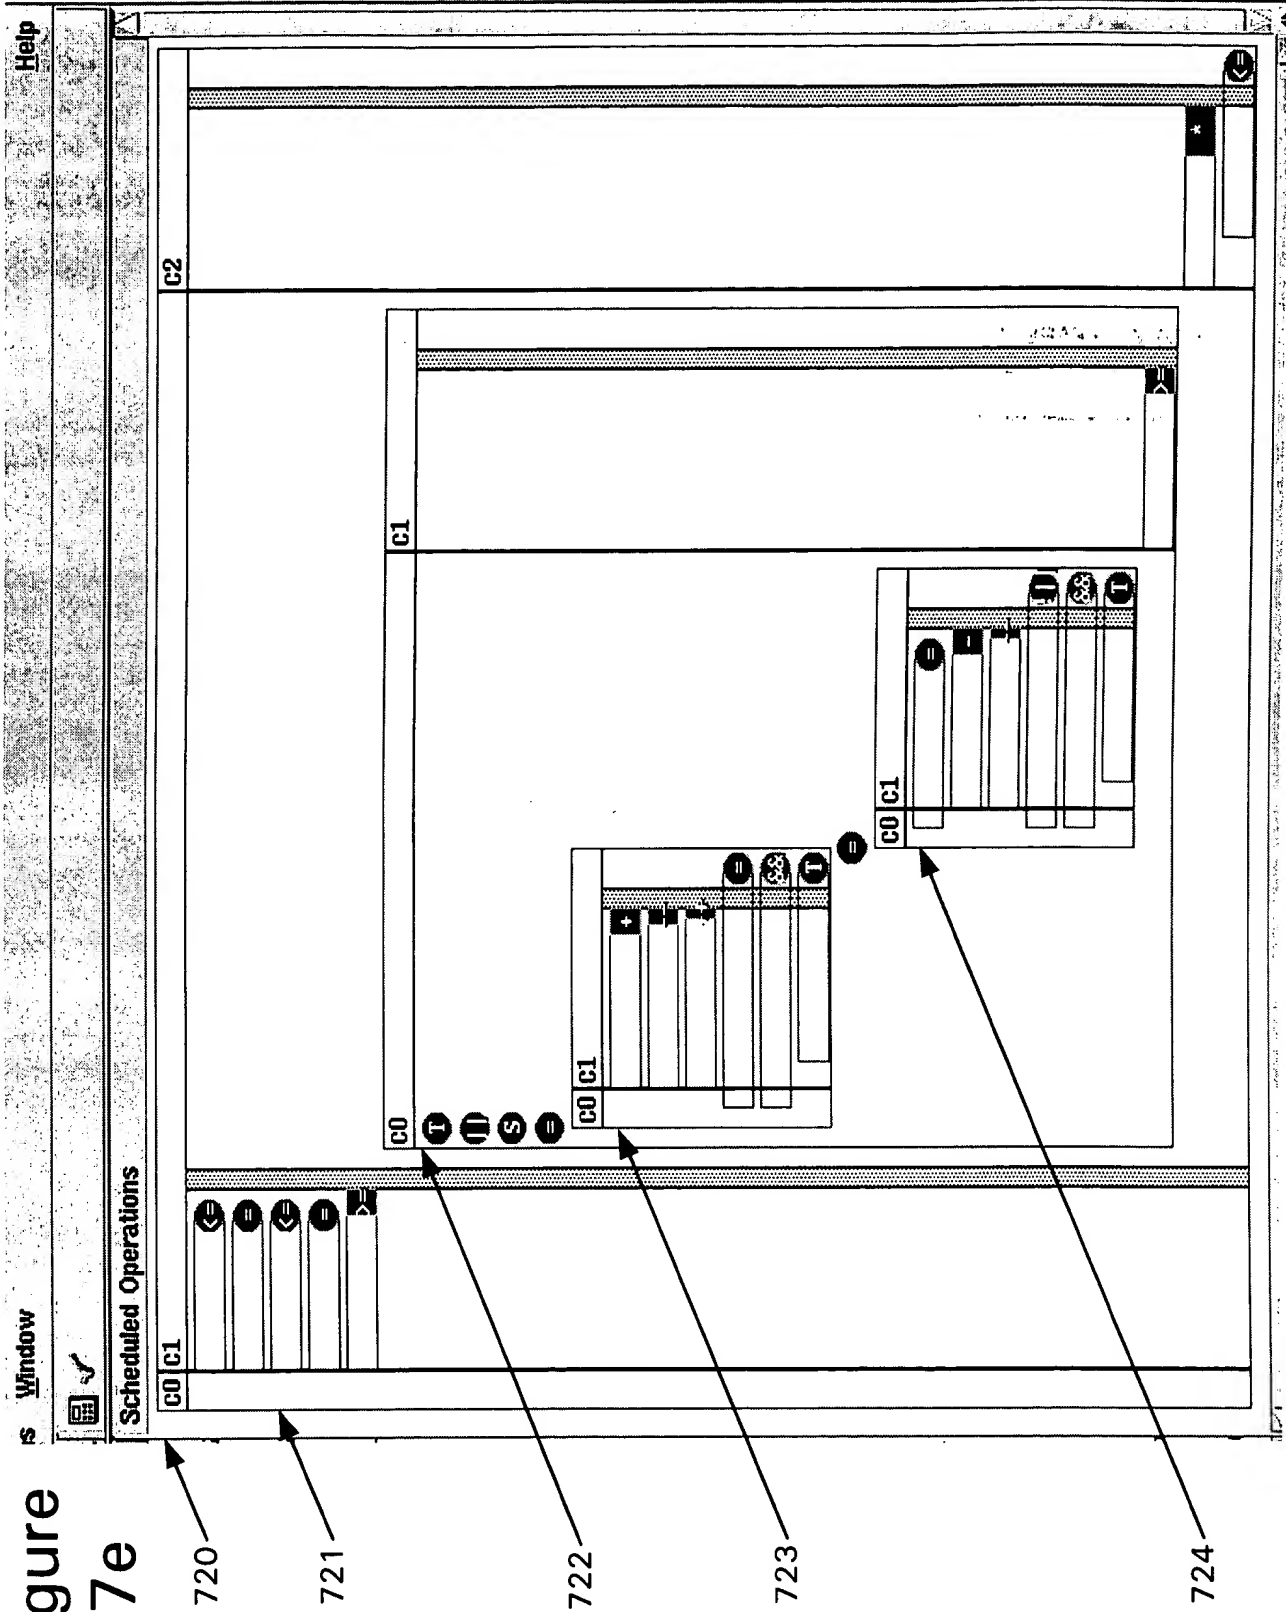 gure
7e
s Window Help
Scheduled Operations
C0 C1 C2
C0 C1
T
S
=
C0 C1
+
=
&&
T
=
C0 C1
=
-
&&
T
*
<=
<=
=
<=
=
720
721
722
723
724